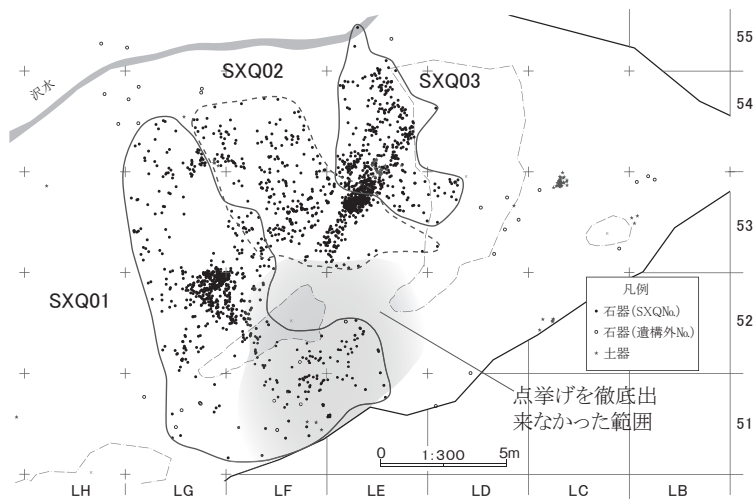 55
SXQ02
SXQ03
沢水
54
53
SXQ01
凡例
石器(SXQ№)
石器(遺構外№)
土器
52
点挙げを徹底出
来なかった範囲
51
0 1:300 5m
LH LG LF LE LD LC LB